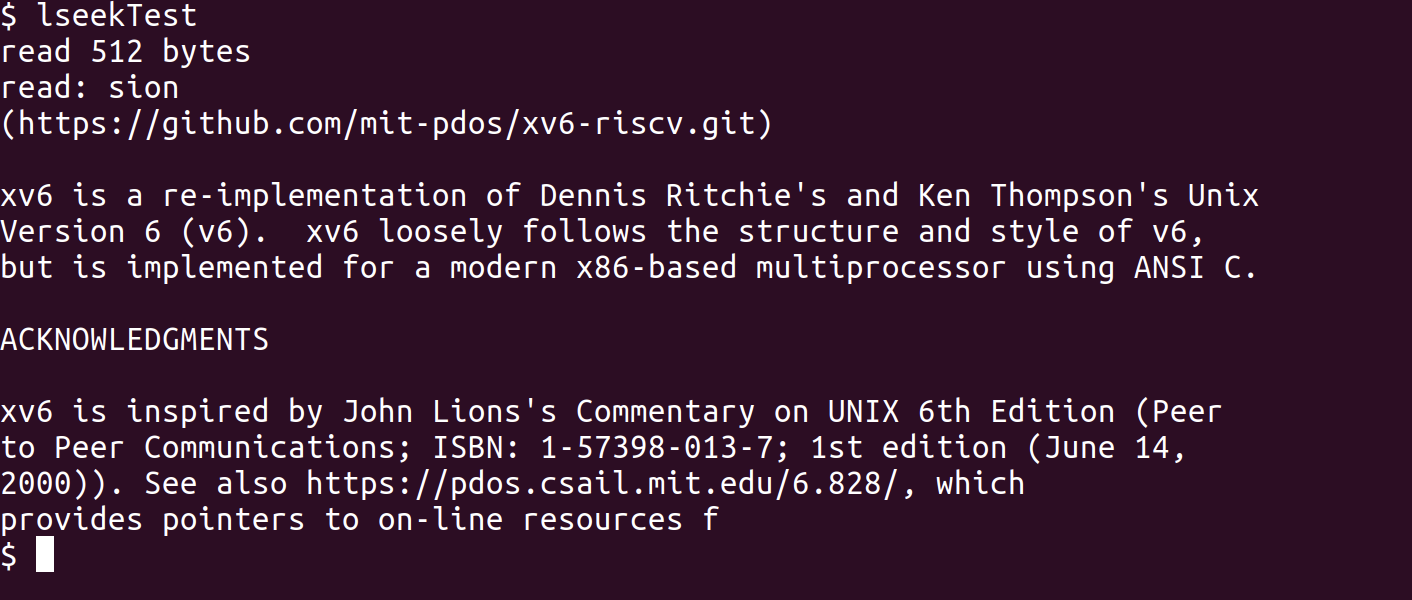 $ lseekTest
read 512 bytes
read: sion
(https://github.com/mit-pdos/xv6-riscv.git)
xv6 is a re-implementation of Dennis Ritchie's and Ken Thompson's Unix
Version 6 (v6).  xv6 loosely follows the structure and style of v6,
but is implemented for a modern x86-based multiprocessor using ANSI C.
ACKNOWLEDGMENTS
xv6 is inspired by John Lions's Commentary on UNIX 6th Edition (Peer
to Peer Communications; ISBN: 1-57398-013-7; 1st edition (June 14,
2000)). See also https://pdos.csail.mit.edu/6.828/, which
provides pointers to on-line resources f
$